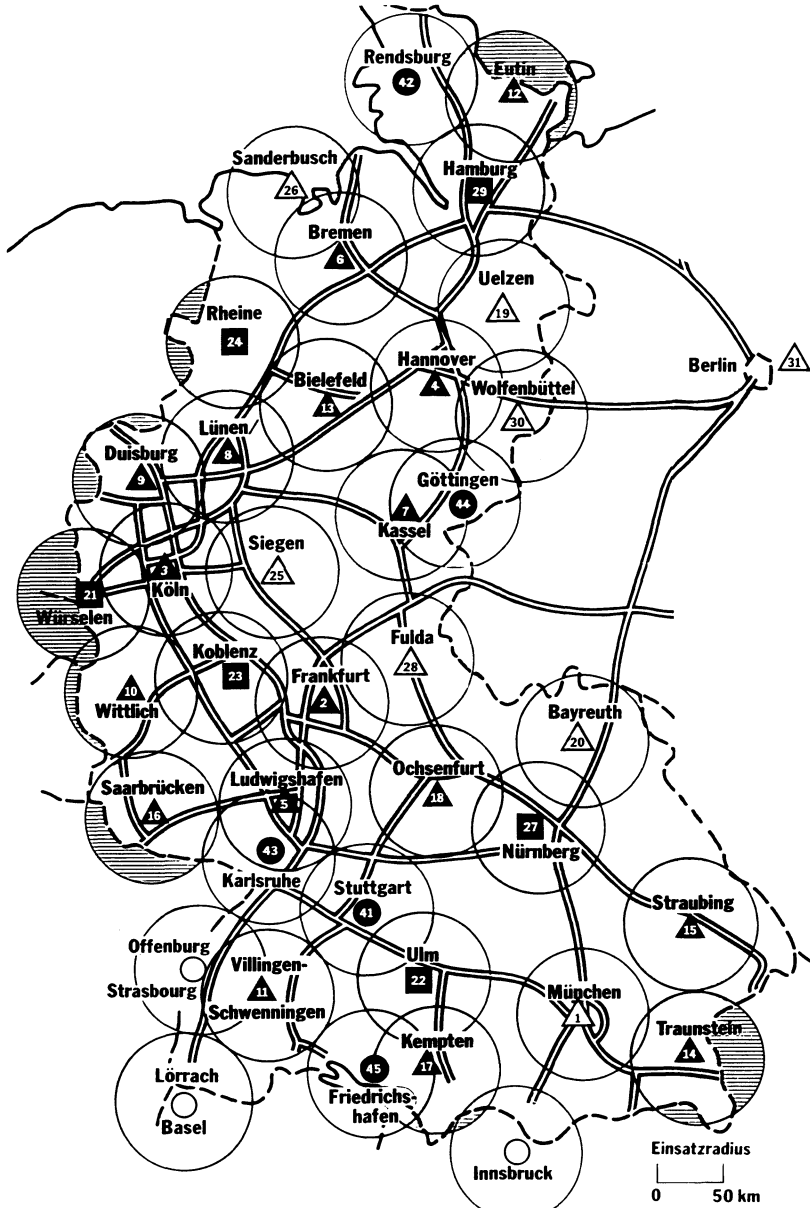 Rendsburg
42
Eutin
12
Sanderbusch
26
Hamburg
29
Bremen
6
Uelzen
19
Rheine
24
Hannover
4
Berlin
31
Bielefeld
13
Wolfenbüttel
30
Lünen
8
Duisburg
9
Göttingen
44
7
Kassel
Siegen
25
3
Köln
21
Würselen
Koblenz
23
Fulda
28
Frankfurt
2
10
Wittlich
Bayreuth
20
Ochsenfurt
18
Ludwigshafen
5
Saarbrücken
16
27
Nürnberg
43
Karlsruhe
Stuttgart
41
Straubing
15
Offenburg
Strasbourg
Villingen-
11
Schwenningen
Ulm
22
München
1
Traunstein
14
Kempten
17
45
Friedrichs-
hafen
Lörrach
Basel
Innsbruck
Einsatzradius
0 50 km